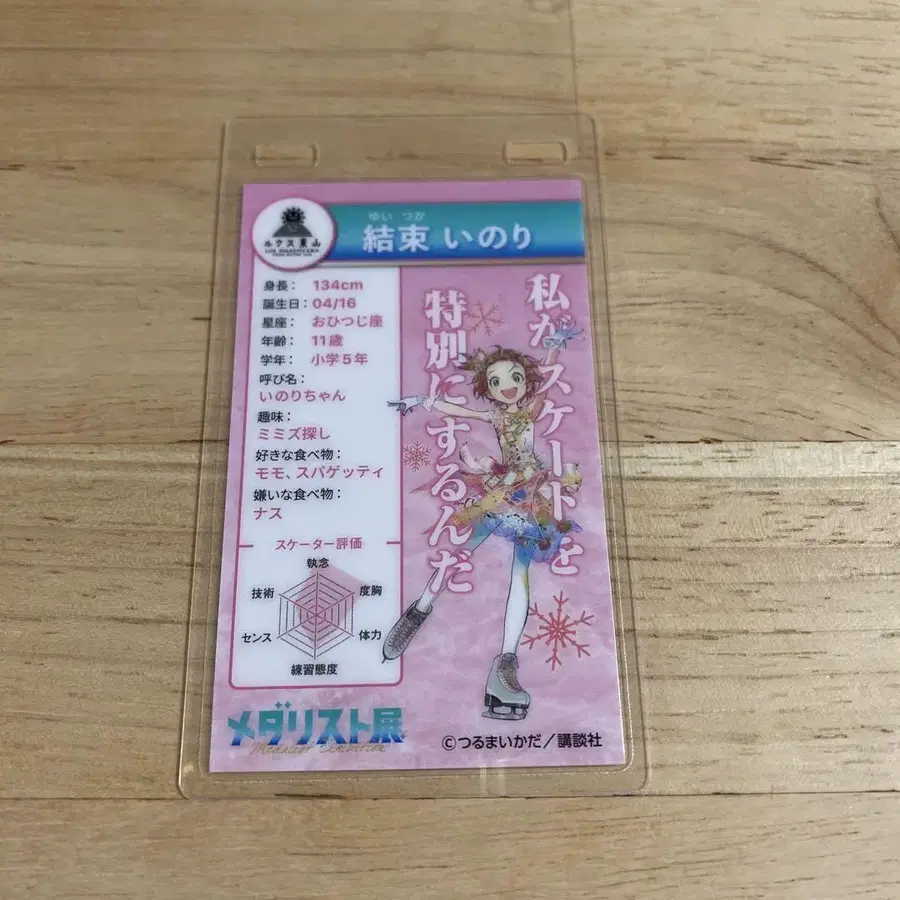 ルクス東山
LUX HIGASHIYAMA
ゆい つか
結束 いのり
身長: 134cm
誕生日:04/16
星座: おひつじ座
年齢: 11歳
学年: 小学5年
呼び名:
いのりちゃん
趣味:
ミミズ探し
好きな食べ物:
モモ、スパゲッティ
嫌いな食べ物:
ナス
スケーター評価
執念
技術
度胸
センス
体力
練習態度
私がスケートを
特別にするんだ
メダリスト展
Medalist Exhibition
©つるまいかだ/講談社